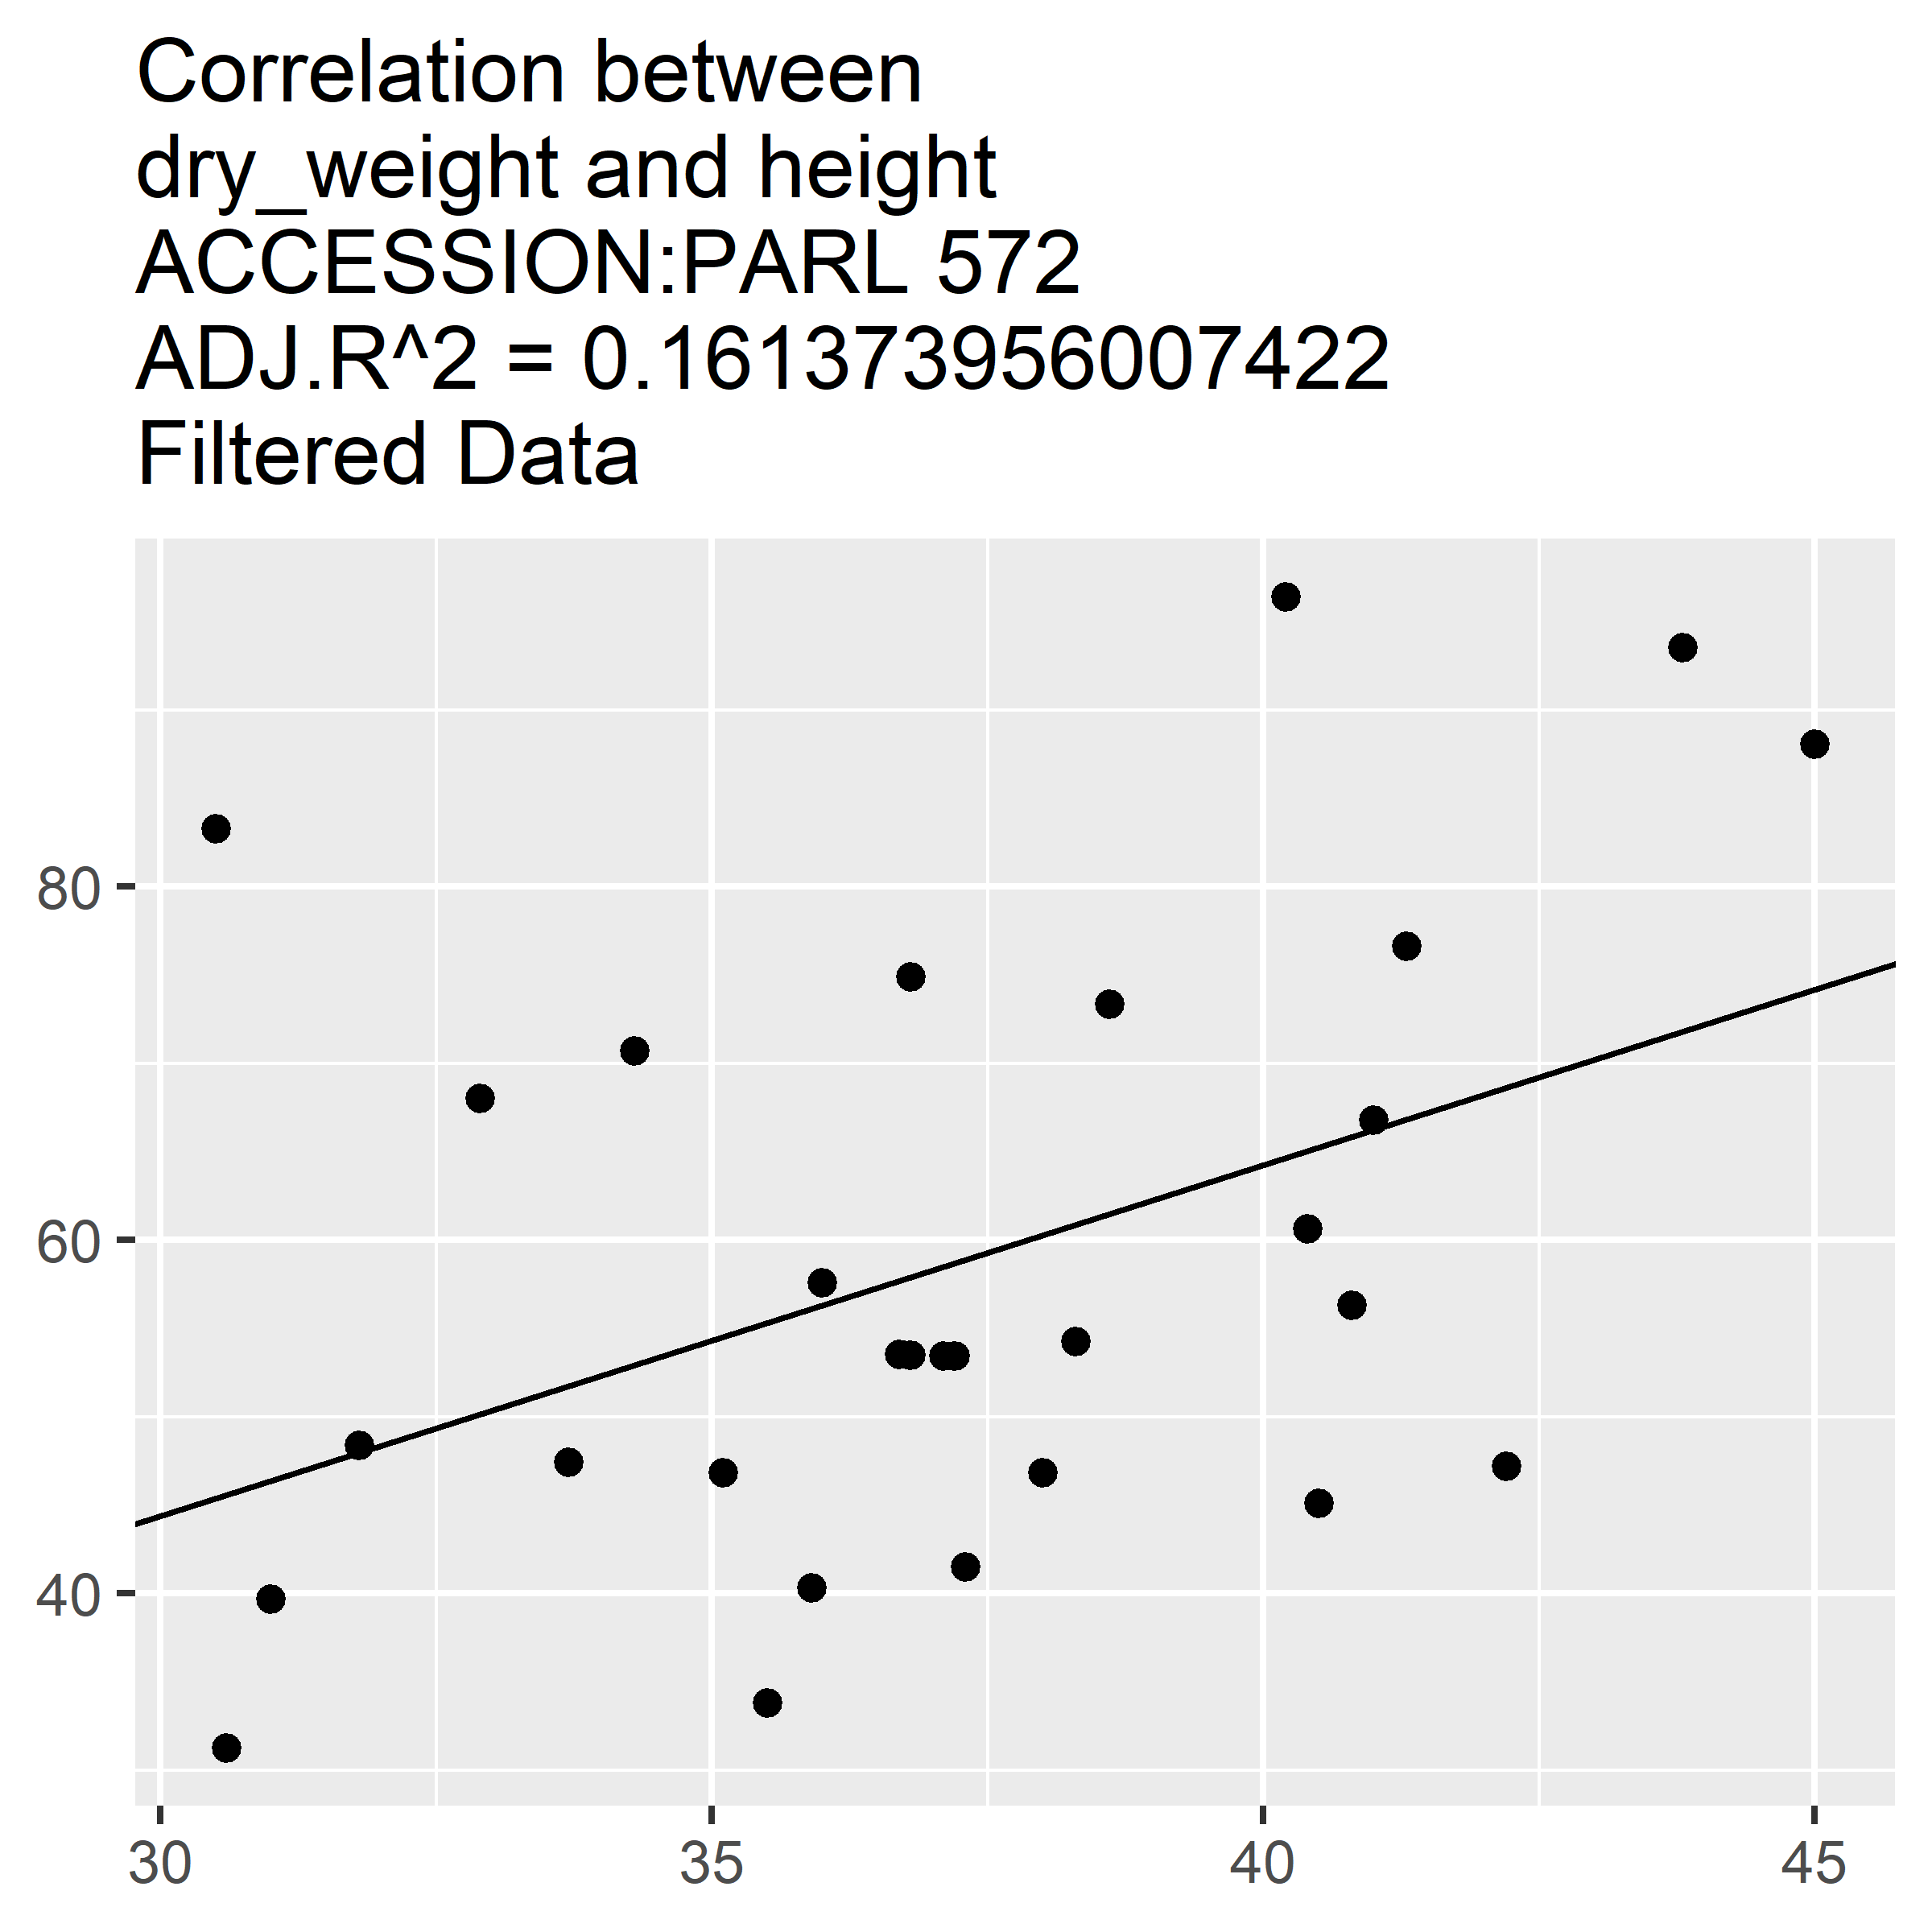 Correlation between
dry_weight and height
ACCESSION:PARL 572
ADJ.R^2 = 0.161373956007422
Filtered Data
80
60
40
30 35 40 45